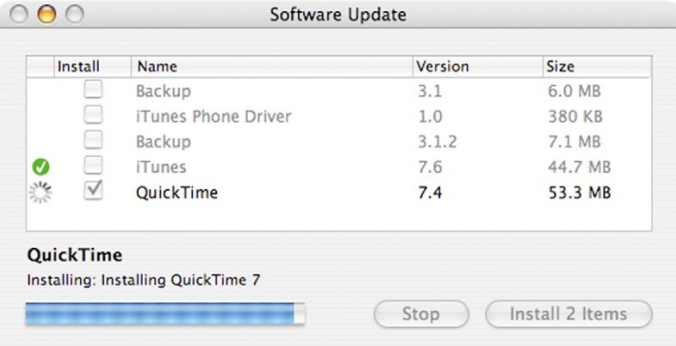 Software Update
Install Name Version Size
Backup 3.1 6.0 MB
iTunes Phone Driver 1.0 380 KB
Backup 3.1.2 7.1 MB
iTunes 7.6 44.7 MB
QuickTime 7.4 53.3 MB
QuickTime
Installing: Installing QuickTime 7
Stop Install 2 Items